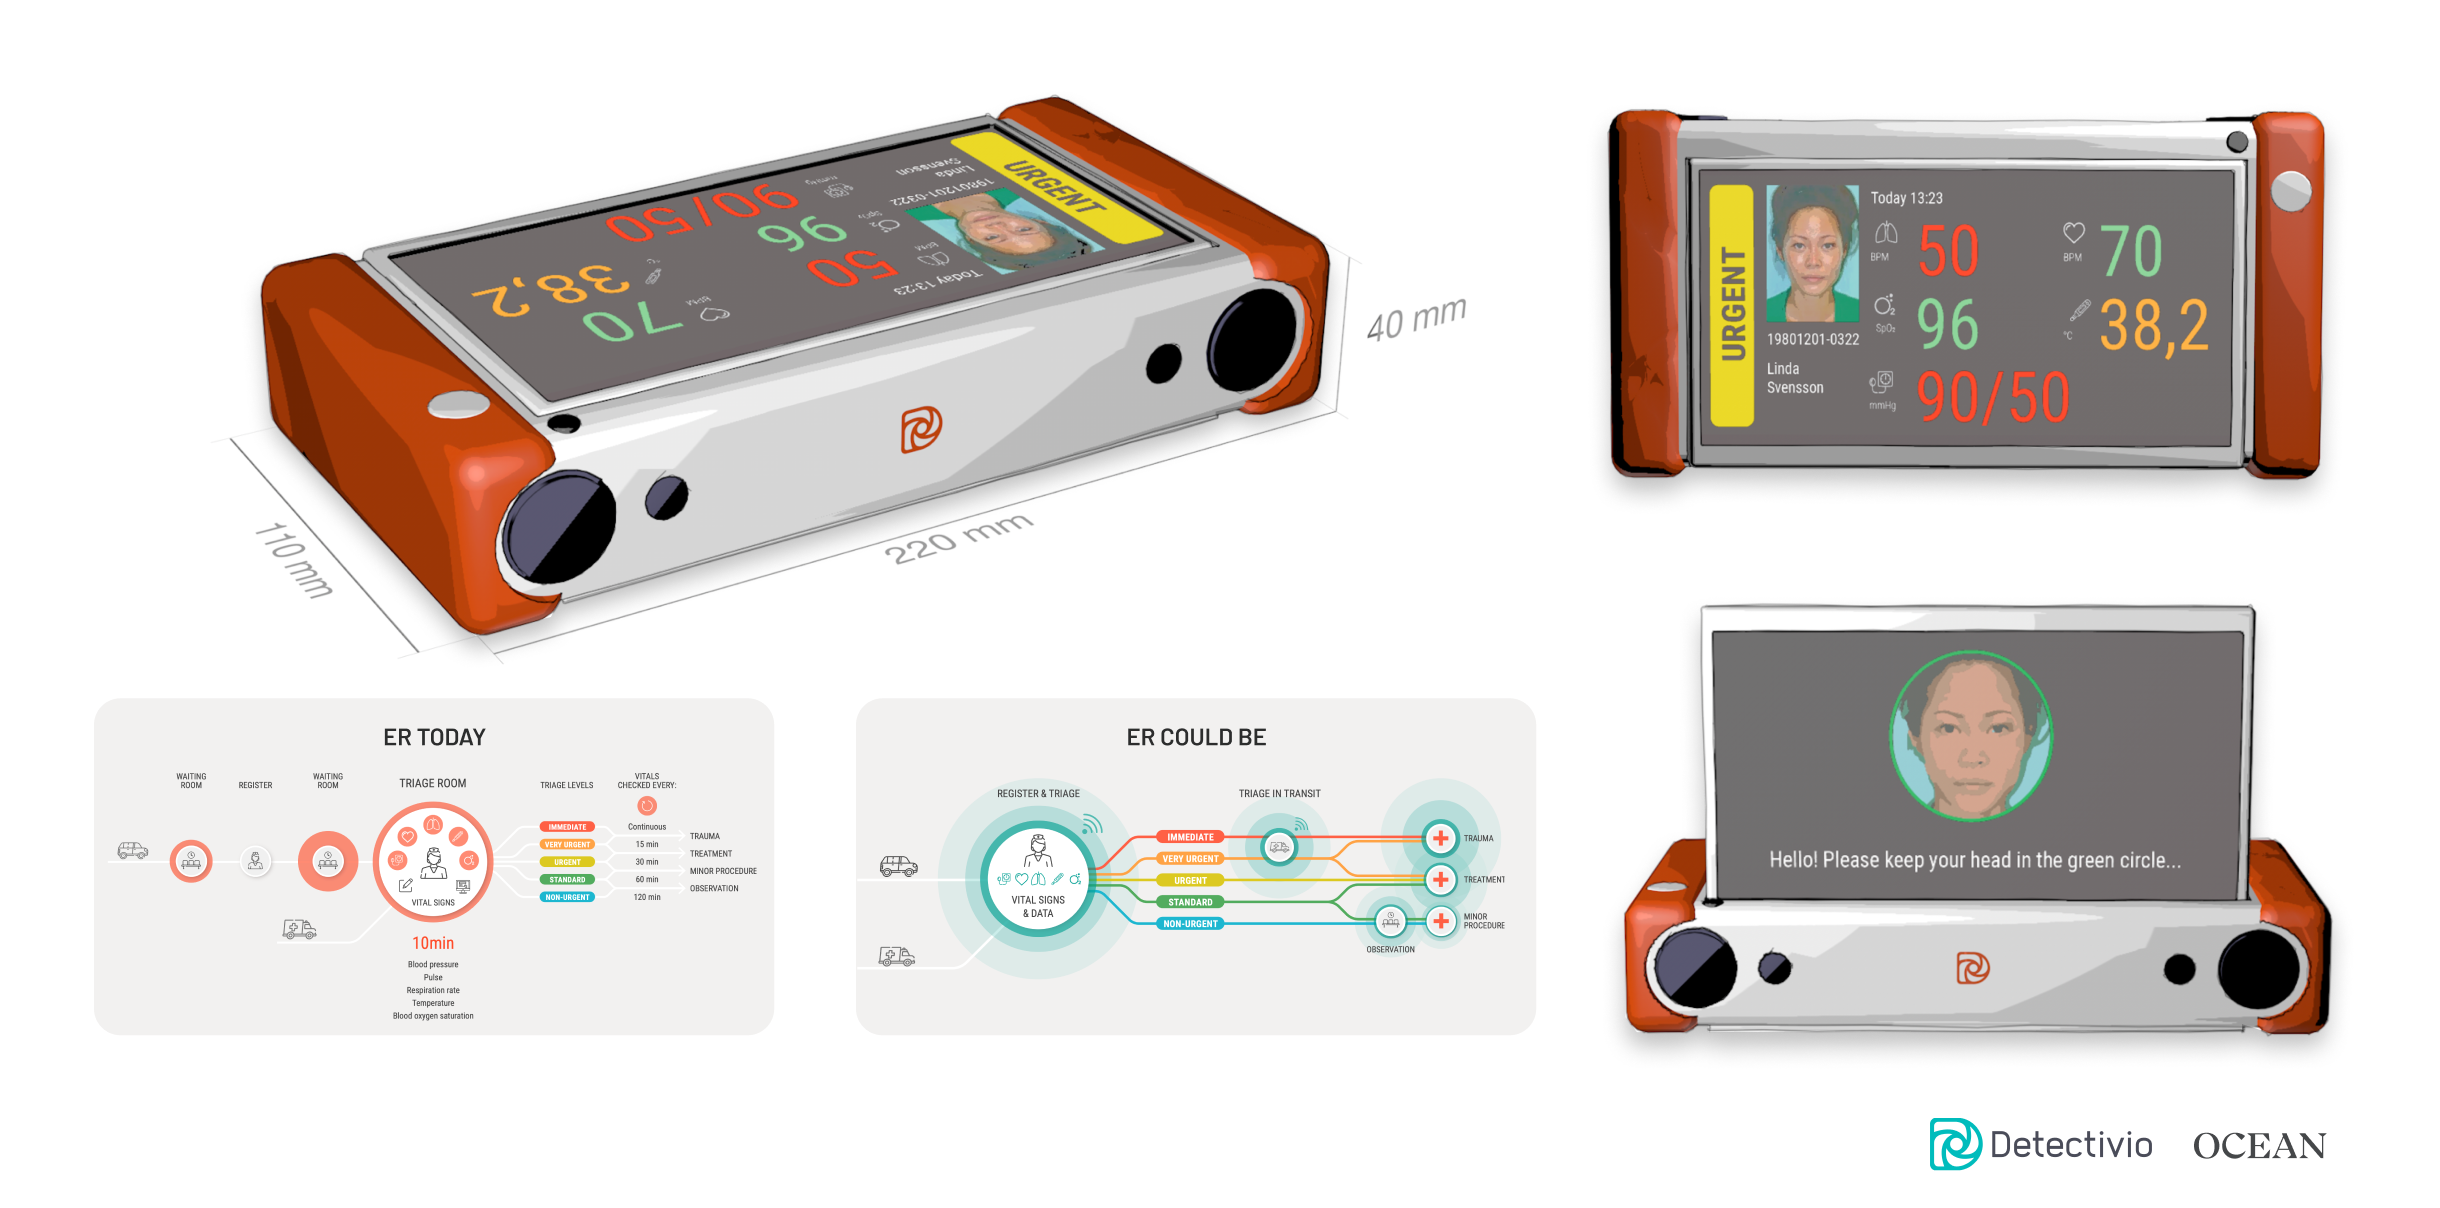 URGENT
Linda
Svensson
19801201-0322
Today 13:23
BPM
50
SpO₂
96
mmHg
90/50
BPM
70
°C
38,2
40 mm
220 mm
110 mm
URGENT
Today 13:23
BPM
50
BPM
70
SpO₂
96
°C
38,2
19801201-0322
Linda
Svensson
mmHg
90/50
Hello! Please keep your head in the green circle...
ER TODAY
WAITING
ROOM
REGISTER
WAITING
ROOM
TRIAGE ROOM
TRIAGE LEVELS
VITALS
CHECKED EVERY:
IMMEDIATE
Continuous
VERY URGENT
15 min
URGENT
30 min
STANDARD
60 min
NON-URGENT
120 min
TRAUMA
TREATMENT
MINOR PROCEDURE
OBSERVATION
VITAL SIGNS
10min
Blood pressure
Pulse
Respiration rate
Temperature
Blood oxygen saturation
ER COULD BE
REGISTER & TRIAGE
TRIAGE IN TRANSIT
VITAL SIGNS
& DATA
IMMEDIATE
VERY URGENT
URGENT
STANDARD
NON-URGENT
TRAUMA
TREATMENT
MINOR
PROCEDURE
OBSERVATION
Detectivio
OCEAN